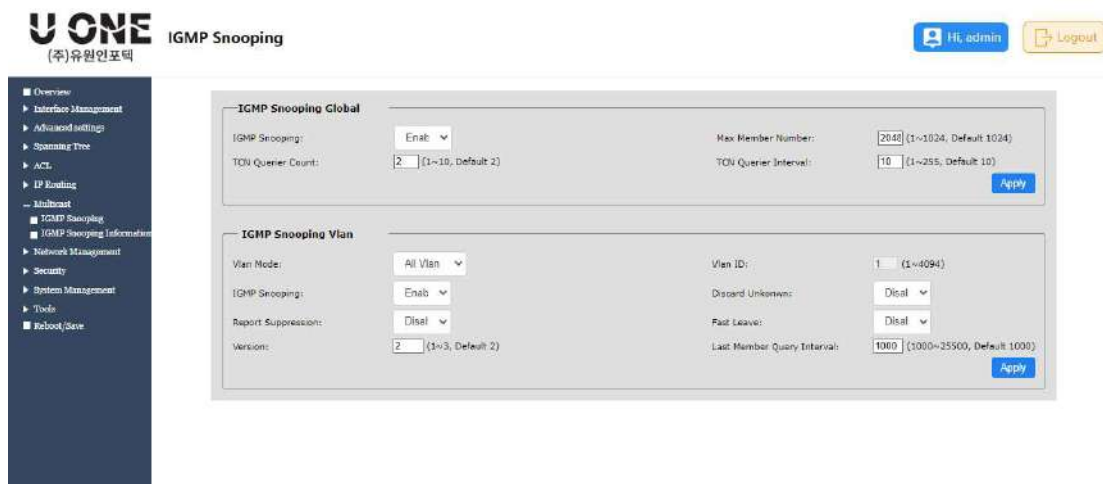 U ONE
(주)유원인포텍
IGMP Snooping
Hi, admin
Logout
Overview
Interface Management
Advanced settings
Spanning Tree
ACL
IP Routing
Multicast
IGMP Snooping
IGMP Snooping Information
Network Management
Security
System Management
Tools
Reboot/Save
IGMP Snooping Global
IGMP Snooping: Enab
Max Member Number: 2048 (1~1024, Default 1024)
TCN Querier Count: 2 (1~10, Default 2)
TCN Querier Interval: 10 (1~255, Default 10)
Apply
IGMP Snooping Vlan
Vlan Mode: All Vlan
Vlan ID: 1 (1~4094)
IGMP Snooping: Enab
Discard Unkonwn: Disal
Report Suppression: Disal
Fast Leave: Disal
Version: 2 (1~3, Default 2)
Last Member Query Interval: 1000 (1000~25500, Default 1000)
Apply